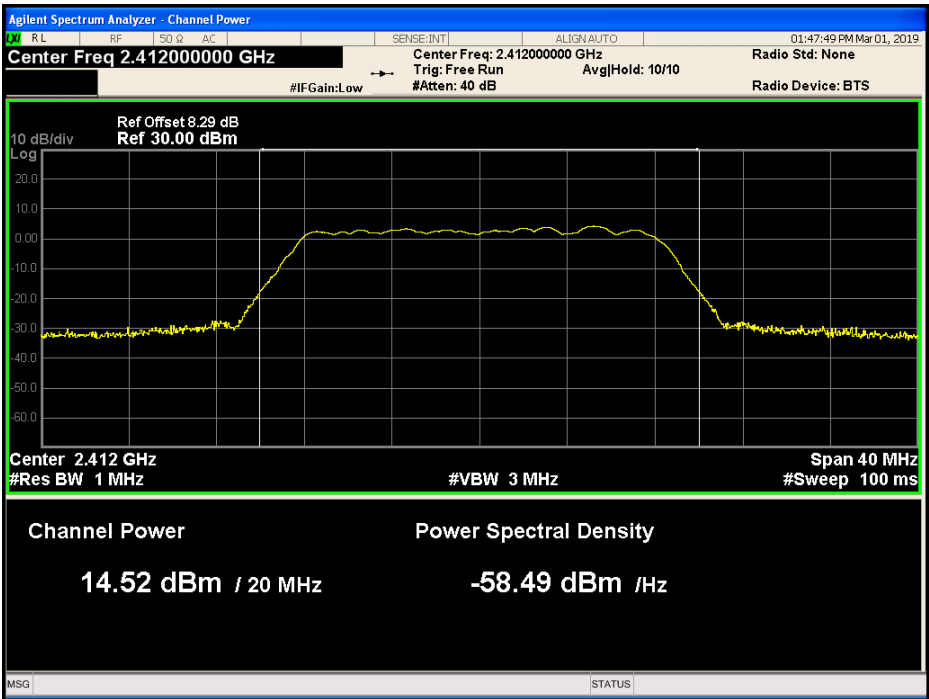 Agilent Spectrum Analyzer - Channel Power
LXI RL RF 50 Ω AC SENSE:INT ALIGN AUTO 01:47:49 PM Mar 01, 2019
Center Freq 2.412000000 GHz Center Freq: 2.412000000 GHz Radio Std: None
Trig: Free Run Avg|Hold: 10/10
#IFGain:Low #Atten: 40 dB Radio Device: BTS
Ref Offset 8.29 dB
10 dB/div Ref 30.00 dBm
Log
20.0
10.0
0.00
-10.0
-20.0
-30.0
-40.0
-50.0
-60.0
Center 2.412 GHz Span 40 MHz
#Res BW 1 MHz #VBW 3 MHz #Sweep 100 ms
Channel Power Power Spectral Density
14.52 dBm / 20 MHz -58.49 dBm /Hz
MSG STATUS